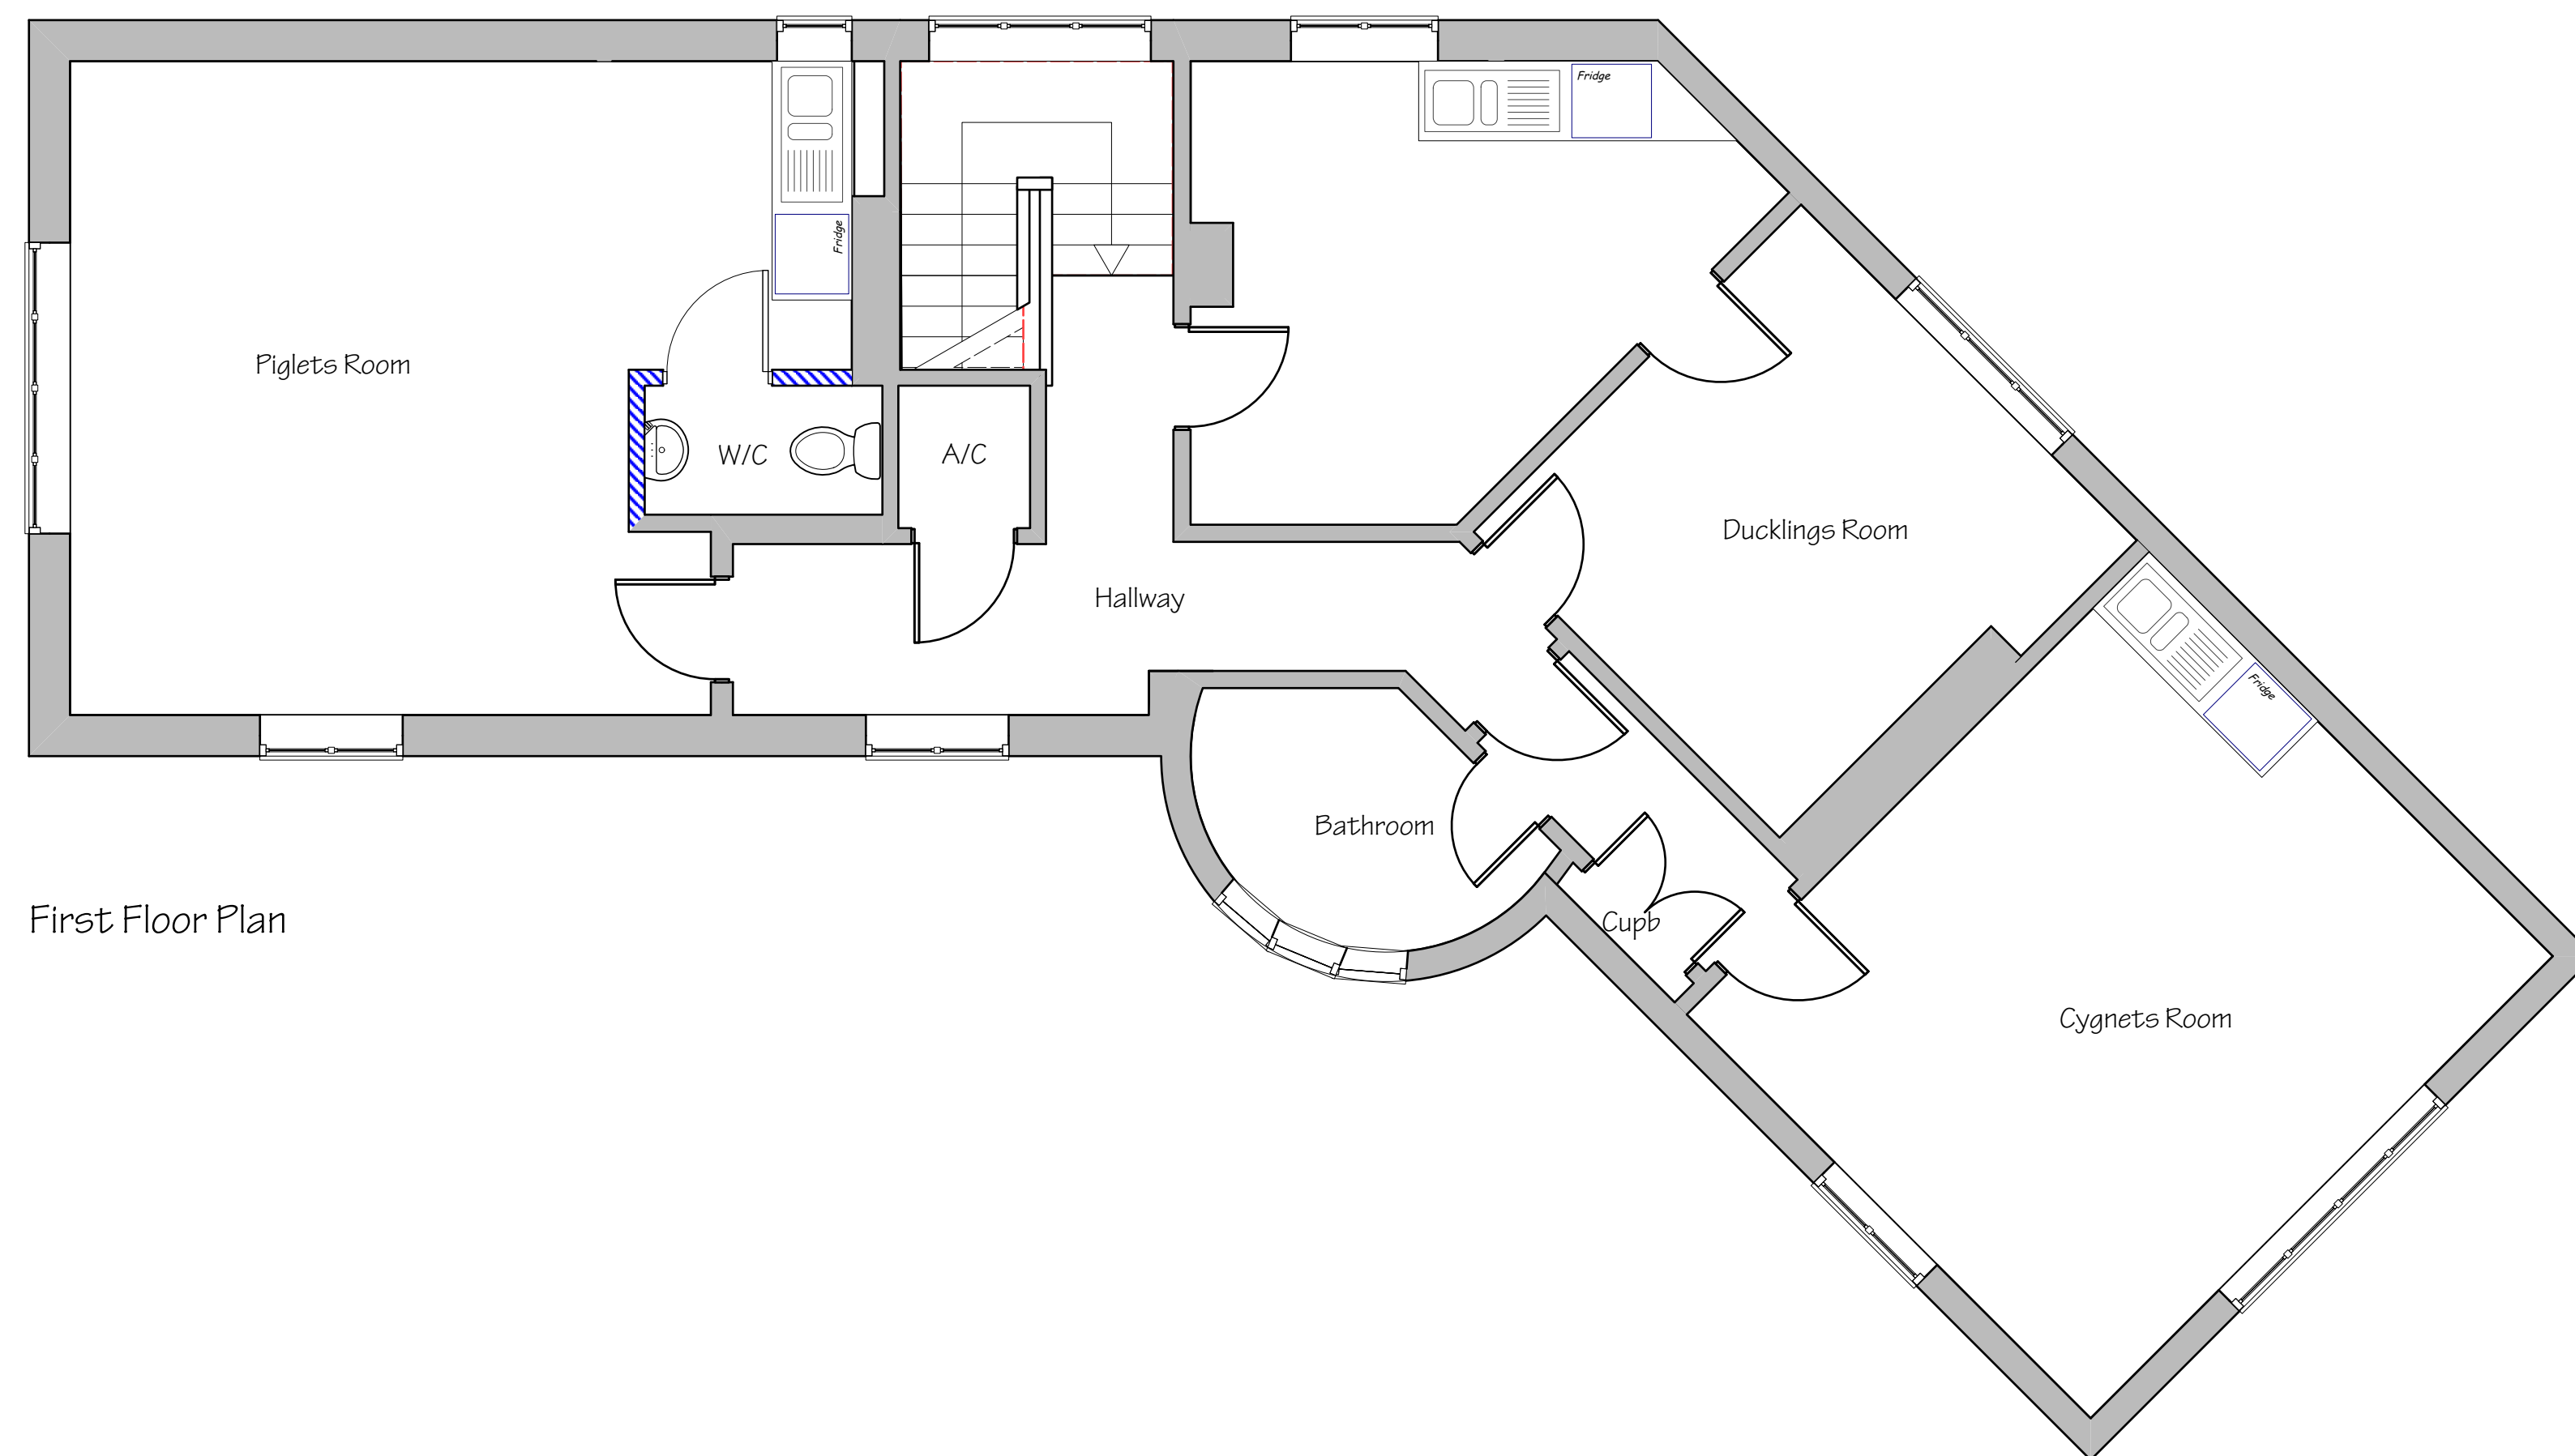 Fridge
Fridge
Piglets Room
W/C
A/C
Ducklings Room
Hallway
Fridge
Bathroom
Cupb
First Floor Plan
Cygnets Room